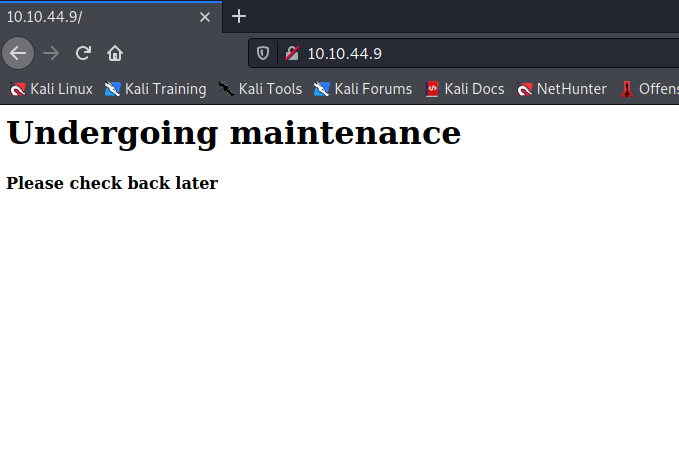 10.10.44.9/
10.10.44.9
Kali Linux Kali Training Kali Tools Kali Forums Kali Docs NetHunter Offens
Undergoing maintenance
Please check back later